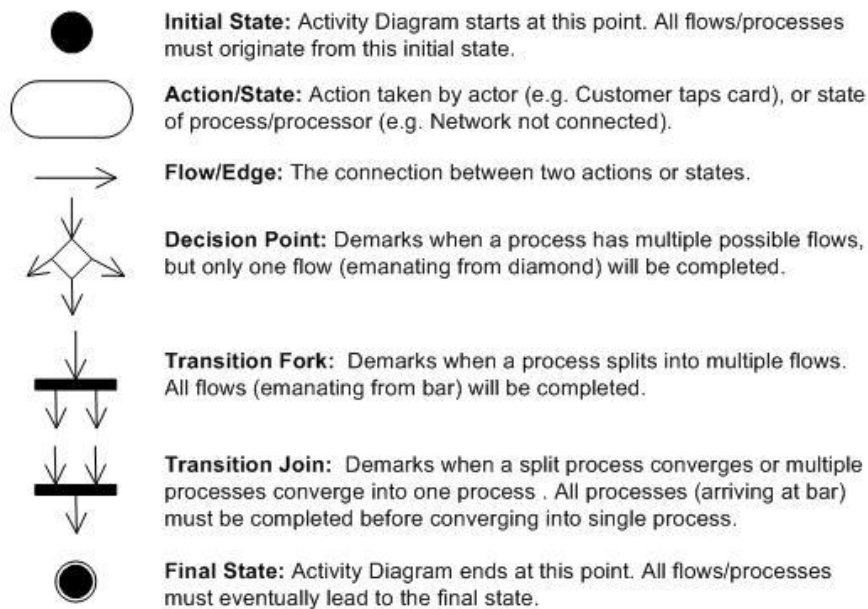 Initial State: Activity Diagram starts at this point. All flows/processes
must originate from this initial state.
Action/State: Action taken by actor (e.g. Customer taps card), or state
of process/processor (e.g. Network not connected).
Flow/Edge: The connection between two actions or states.
Decision Point: Demarks when a process has multiple possible flows,
but only one flow (emanating from diamond) will be completed.
Transition Fork: Demarks when a process splits into multiple flows.
All flows (emanating from bar) will be completed.
Transition Join: Demarks when a split process converges or multiple
processes converge into one process . All processes (arriving at bar)
must be completed before converging into single process.
Final State: Activity Diagram ends at this point. All flows/processes
must eventually lead to the final state.